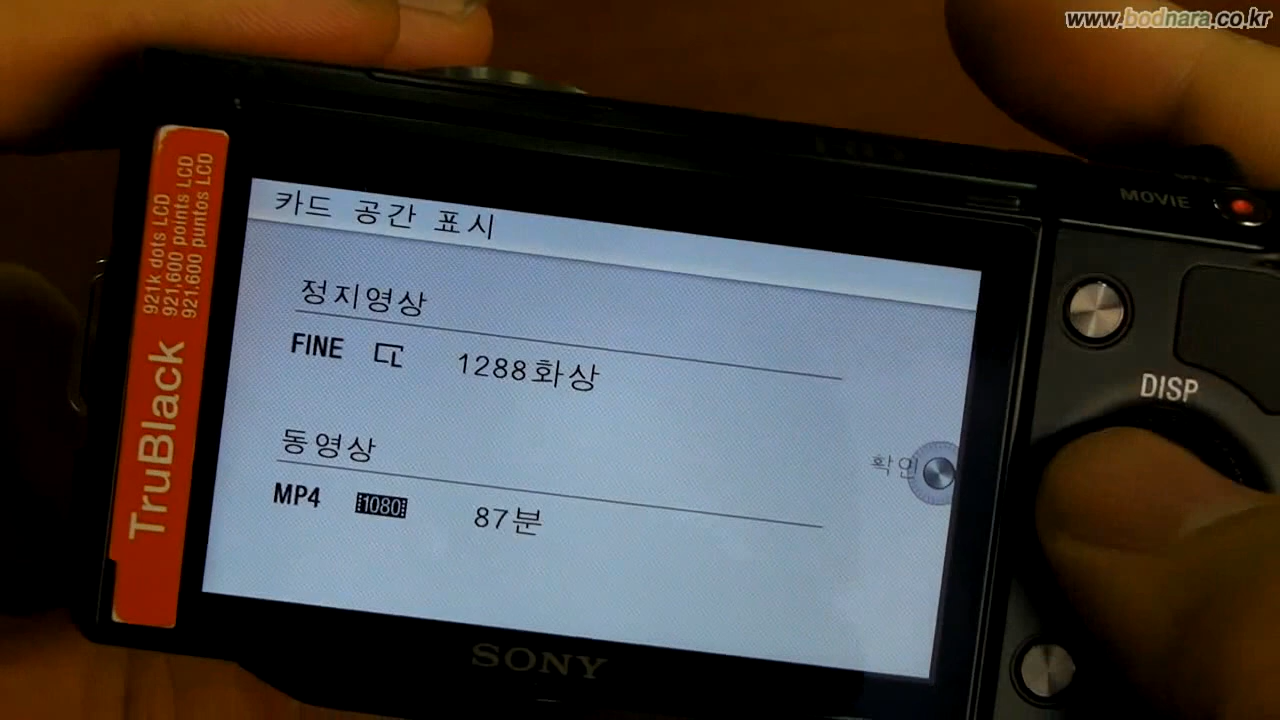 www.bodnara.co.kr
MOVIE
921k dots LCD
921,600 points LCD
921,600 puntos LCD
TruBlack
카드 공간 표시
정지영상
FINE L 1288화상
동영상
MP4 1080 87분
확인
DISP
SONY